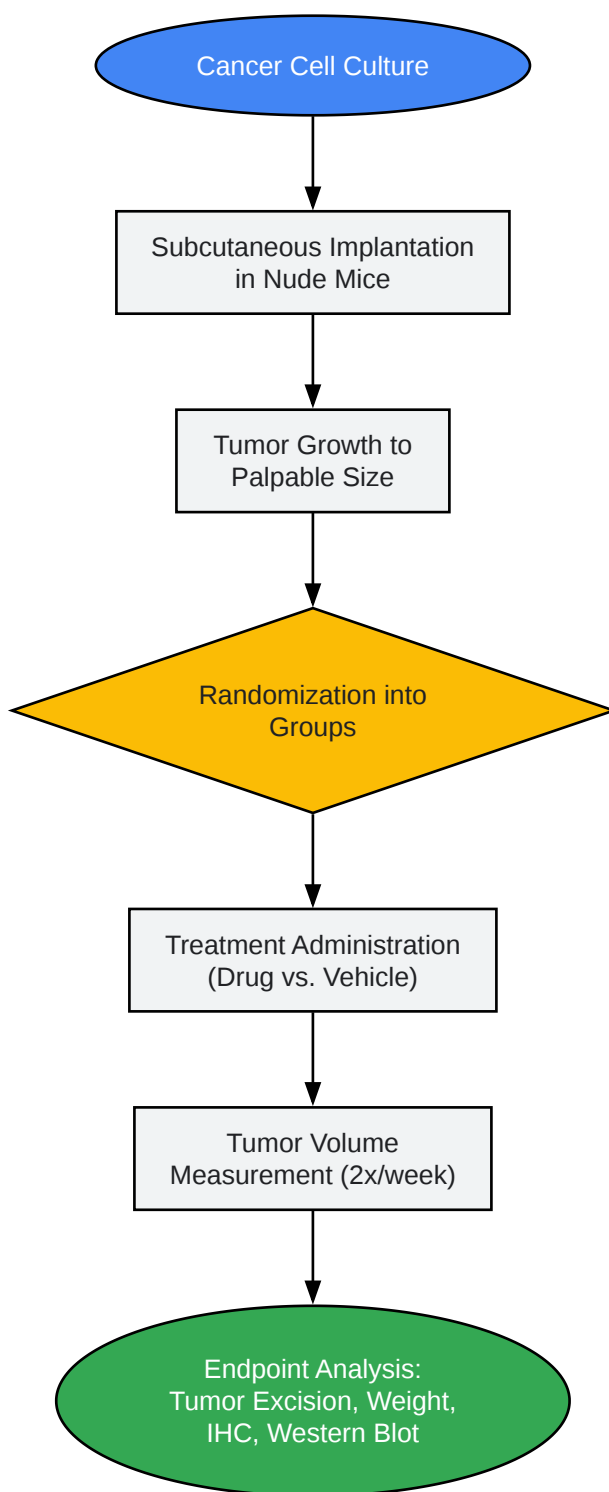 Cancer Cell Culture
Subcutaneous Implantation
in Nude Mice
Tumor Growth to
Palpable Size
Randomization into
Groups
Treatment Administration
(Drug vs. Vehicle)
Tumor Volume
Measurement (2x/week)
Endpoint Analysis:
Tumor Excision, Weight,
IHC, Western Blot